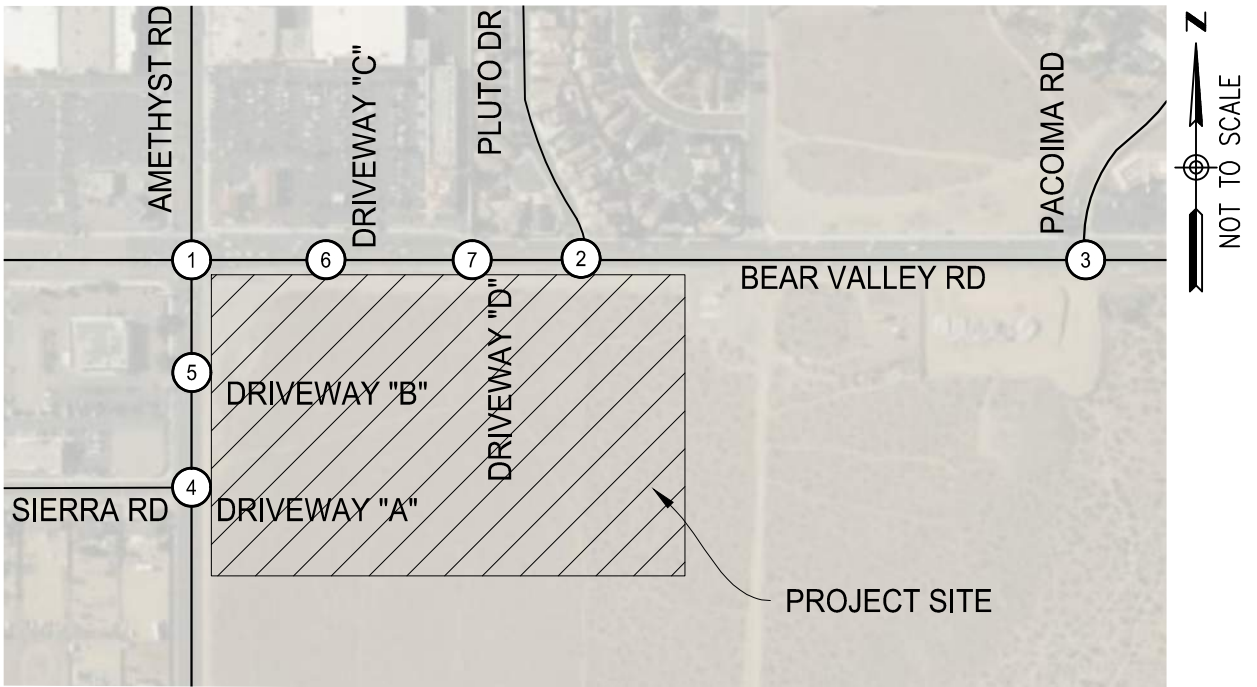 AMETHYST RD
DRIVEWAY "C"
PLUTO DR
PACOIMA RD
Z
NOT TO SCALE
1
6
7
2
3
BEAR VALLEY RD
5
DRIVEWAY "B"
DRIVEWAY "D"
4
SIERRA RD
DRIVEWAY "A"
PROJECT SITE